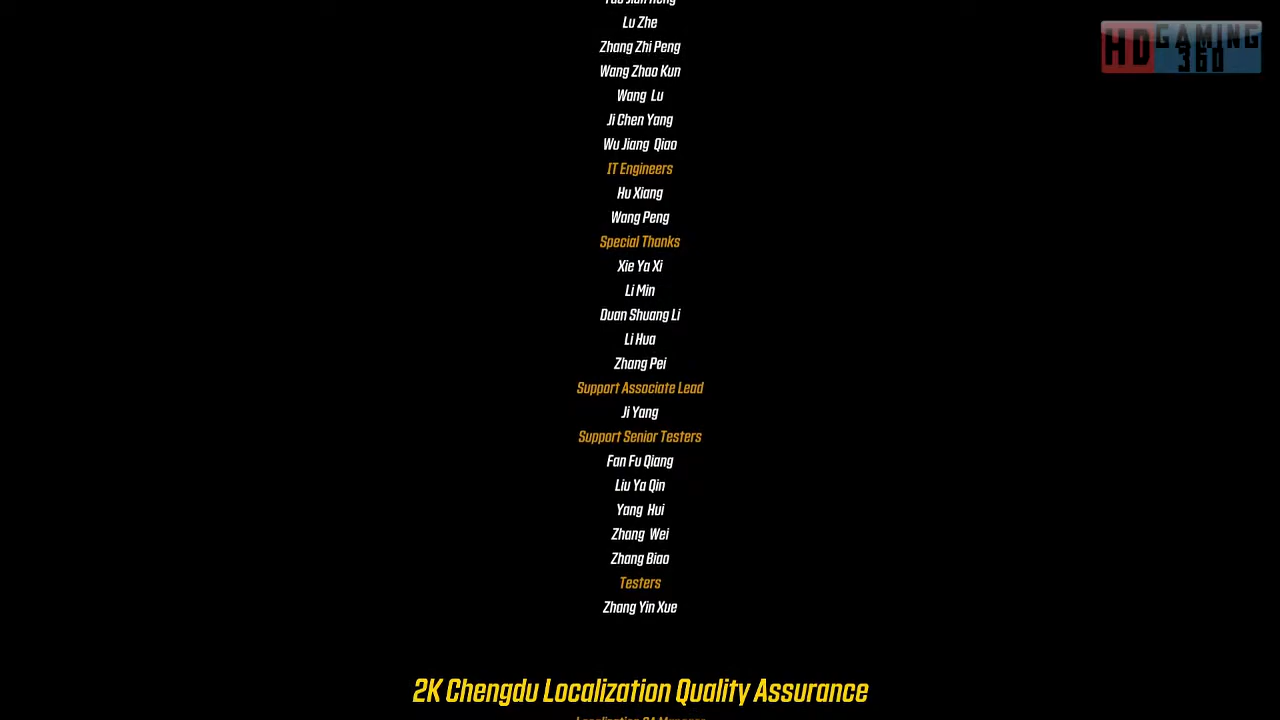 Lu Zhe
Zhang Zhi Peng
Wang Zhao Kun
Wang Lu
Ji Chen Yang
Wu Jiang Qiao
IT Engineers
Hu Xiang
Wang Peng
Special Thanks
Xie Ya Xi
Li Min
Duan Shuang Li
Li Hua
Zhang Pei
Support Associate Lead
Ji Yang
Support Senior Testers
Fan Fu Qiang
Liu Ya Qin
Yang Hui
Zhang Wei
Zhang Biao
Testers
Zhang Yin Xue
2K Chengdu Localization Quality Assurance
HD GAMING
360